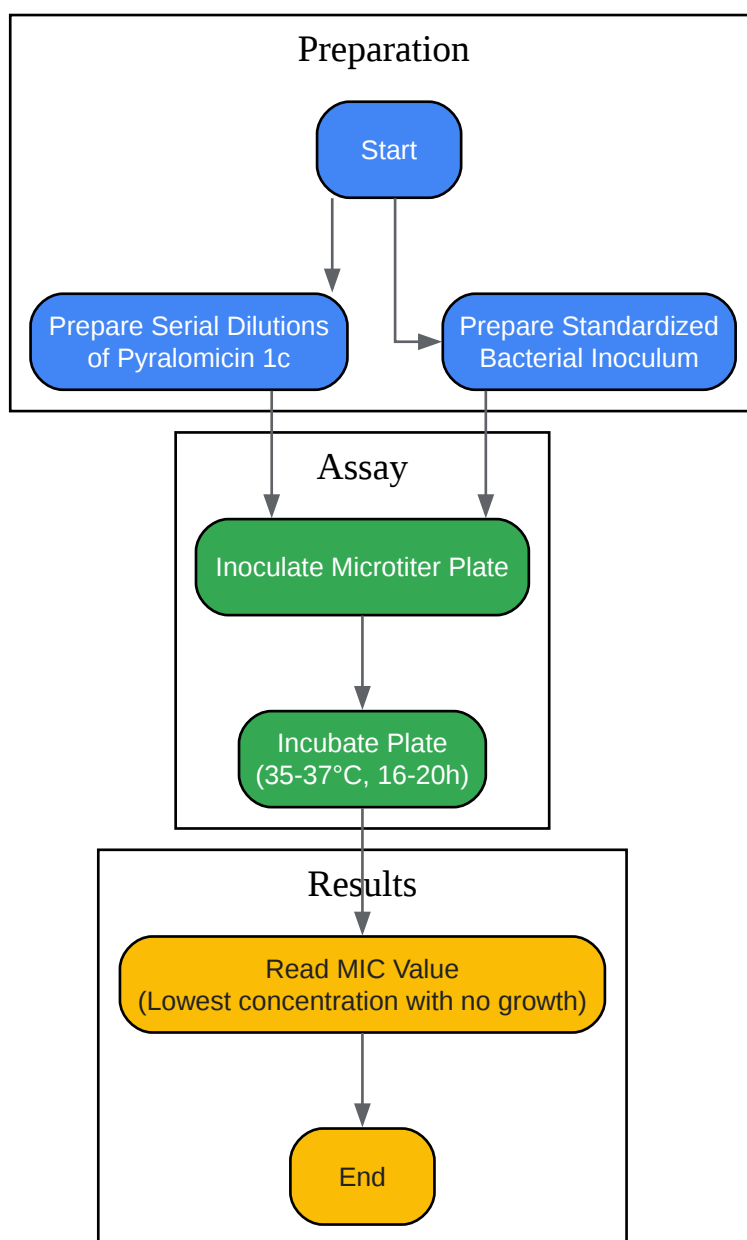 Preparation
Start
Prepare Serial Dilutions
of Pyralomicin 1c
Prepare Standardized
Bacterial Inoculum
Assay
Inoculate Microtiter Plate
Incubate Plate
(35-37°C, 16-20h)
Results
Read MIC Value
(Lowest concentration with no growth)
End